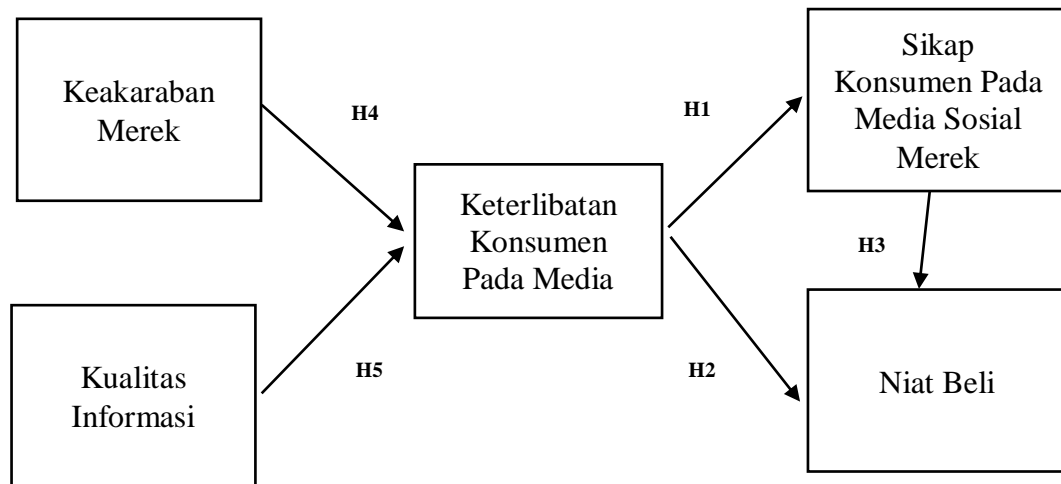 Keakaraban
Merek
H4
H1
Sikap
Konsumen Pada
Media Sosial
Merek
Keterlibatan
Konsumen
Pada Media
H3
Kualitas
Informasi
H5
H2
Niat Beli